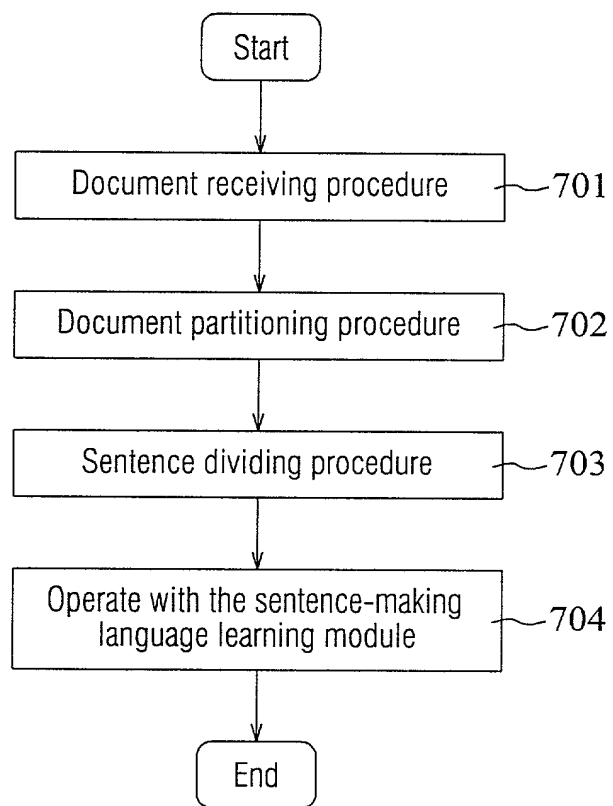 Start
Document receiving procedure
701
Document partitioning procedure
702
Sentence dividing procedure
703
Operate with the sentence-making
language learning module
704
End